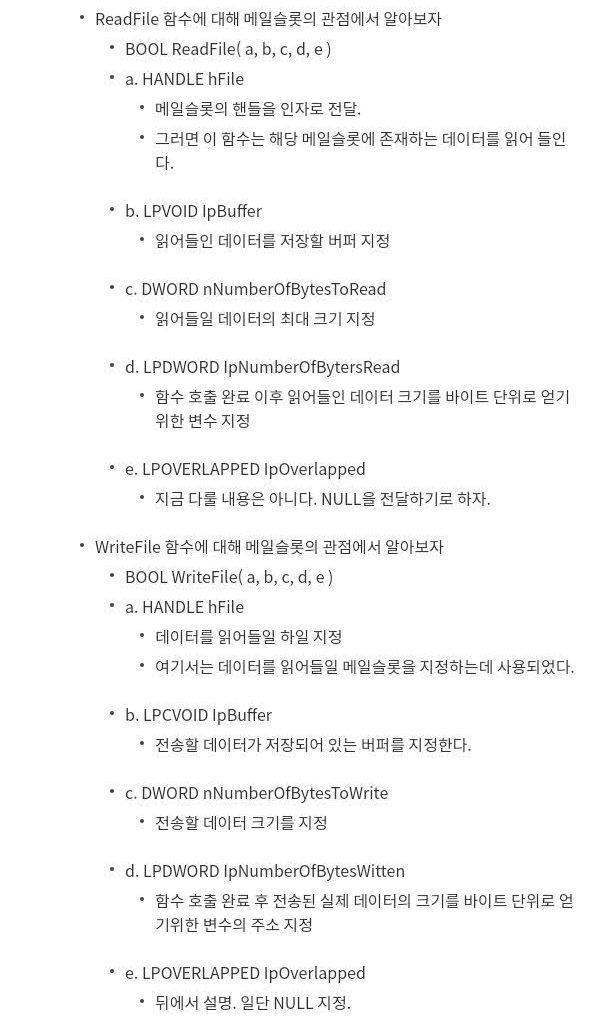 • ReadFile 함수에 대해 메일슬롯의 관점에서 알아보자
• BOOL ReadFile( a, b, c, d, e )
• a. HANDLE hFile
• 메일슬롯의 핸들을 인자로 전달.
• 그러면 이 함수는 해당 메일슬롯에 존재하는 데이터를 읽어 들인
다.
• b. LPVOID IpBuffer
• 읽어들인 데이터를 저장할 버퍼 지정
• c. DWORD nNumberOfBytesToRead
• 읽어들일 데이터의 최대 크기 지정
• d. LPDWORD IpNumberOfBytersRead
• 함수 호출 완료 이후 읽어들인 데이터 크기를 바이트 단위로 얻기
위한 변수 지정
• e. LPOVERLAPPED IpOverlapped
• 지금 다룰 내용은 아니다. NULL을 전달하기로 하자.
• WriteFile 함수에 대해 메일슬롯의 관점에서 알아보자
• BOOL WriteFile( a, b, c, d, e )
• a. HANDLE hFile
• 데이터를 읽어들일 하일 지정
• 여기서는 데이터를 읽어들일 메일슬롯을 지정하는데 사용되었다.
• b. LPCVOID IpBuffer
• 전송할 데이터가 저장되어 있는 버퍼를 지정한다.
• c. DWORD nNumberOfBytesToWrite
• 전송할 데이터 크기를 지정
• d. LPDWORD IpNumberOfBytesWitten
• 함수 호출 완료 후 전송된 실제 데이터의 크기를 바이트 단위로 얻
기위한 변수의 주소 지정
• e. LPOVERLAPPED IpOverlapped
• 뒤에서 설명. 일단 NULL 지정.